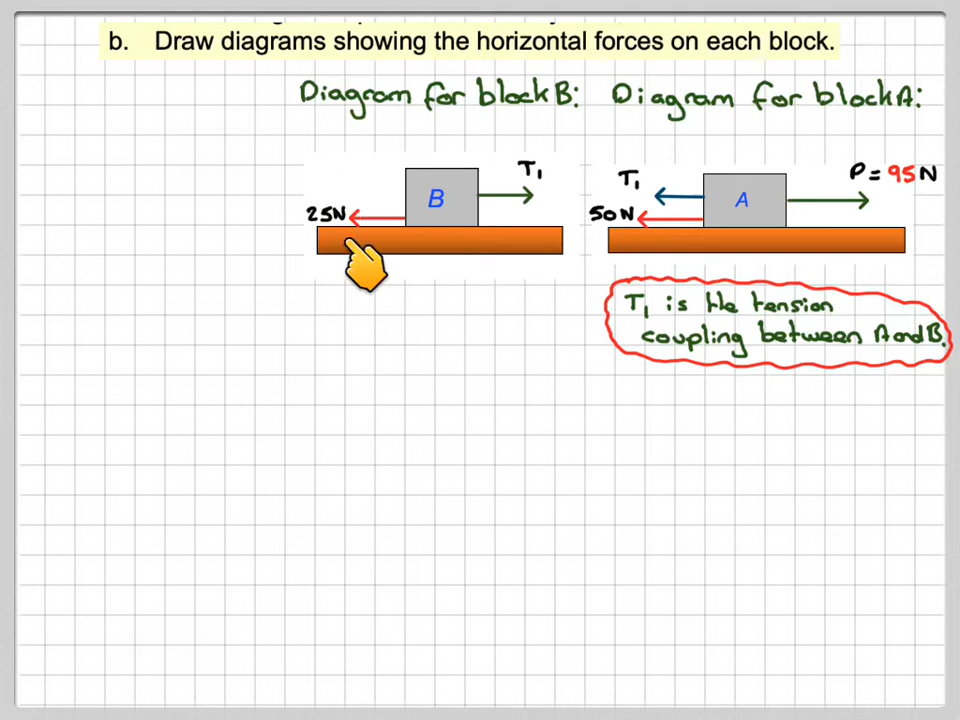 b. Draw diagrams showing the horizontal forces on each block.
Diagram for block B: Diagram for block A:
T₁
B
25N
T₁
P = 95N
A
50N
T₁ is the tension
coupling between A and B.